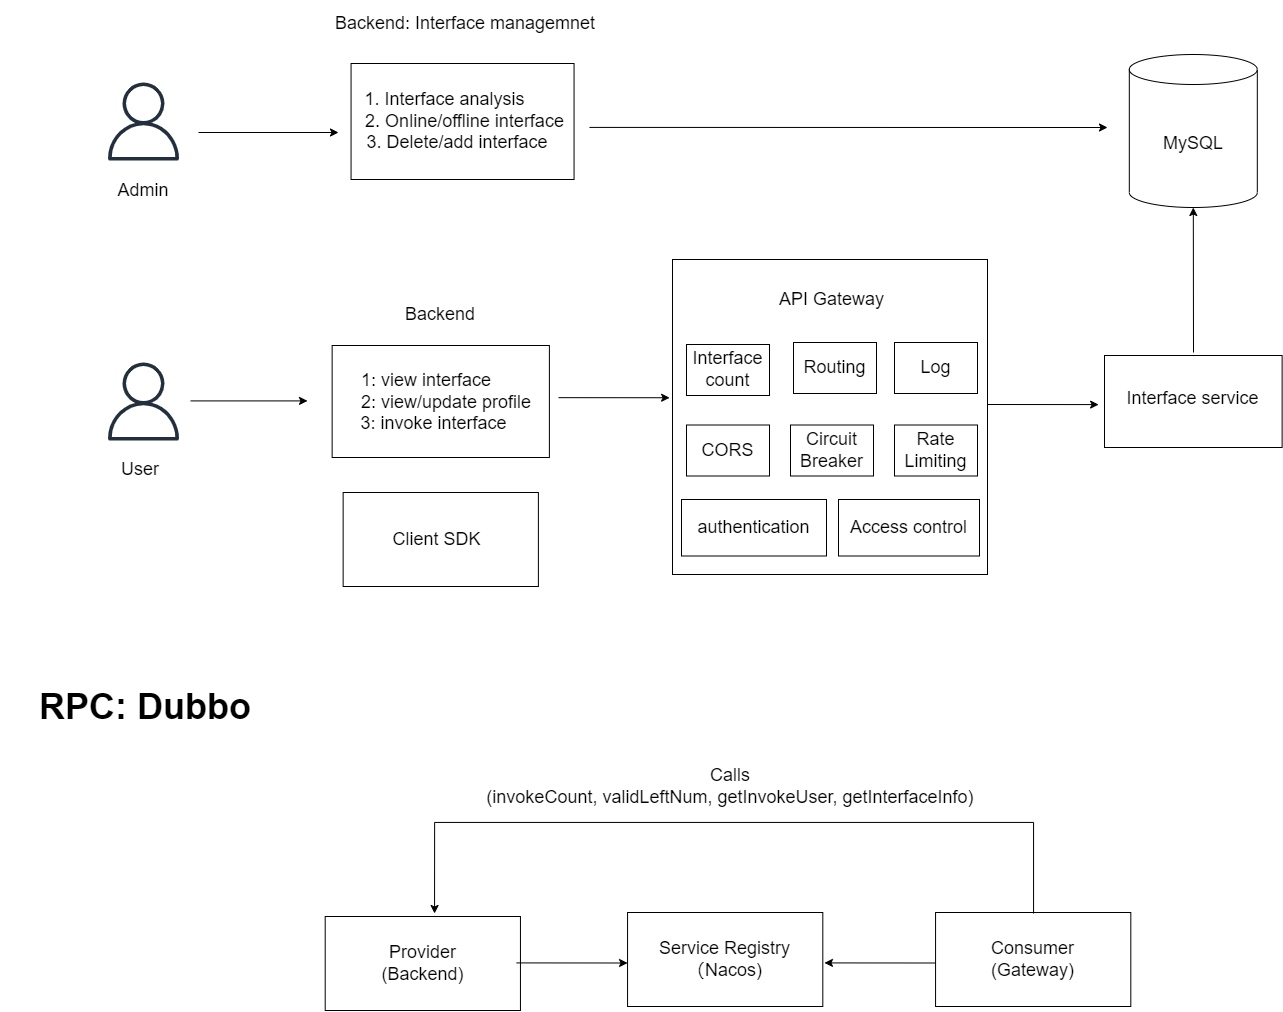 Backend: Interface managemnet
1. Interface analysis
2. Online/offline interface
3. Delete/add interface
Admin
MySQL
Backend
1: view interface
2: view/update profile
3: invoke interface
User
Client SDK
API Gateway
Interface
count
Routing
Log
CORS
Circuit
Breaker
Rate
Limiting
authentication
Access control
Interface service
RPC: Dubbo
Calls
(invokeCount, validLeftNum, getInvokeUser, getInterfaceInfo)
Provider
(Backend)
Service Registry
（Nacos)
Consumer
(Gateway)